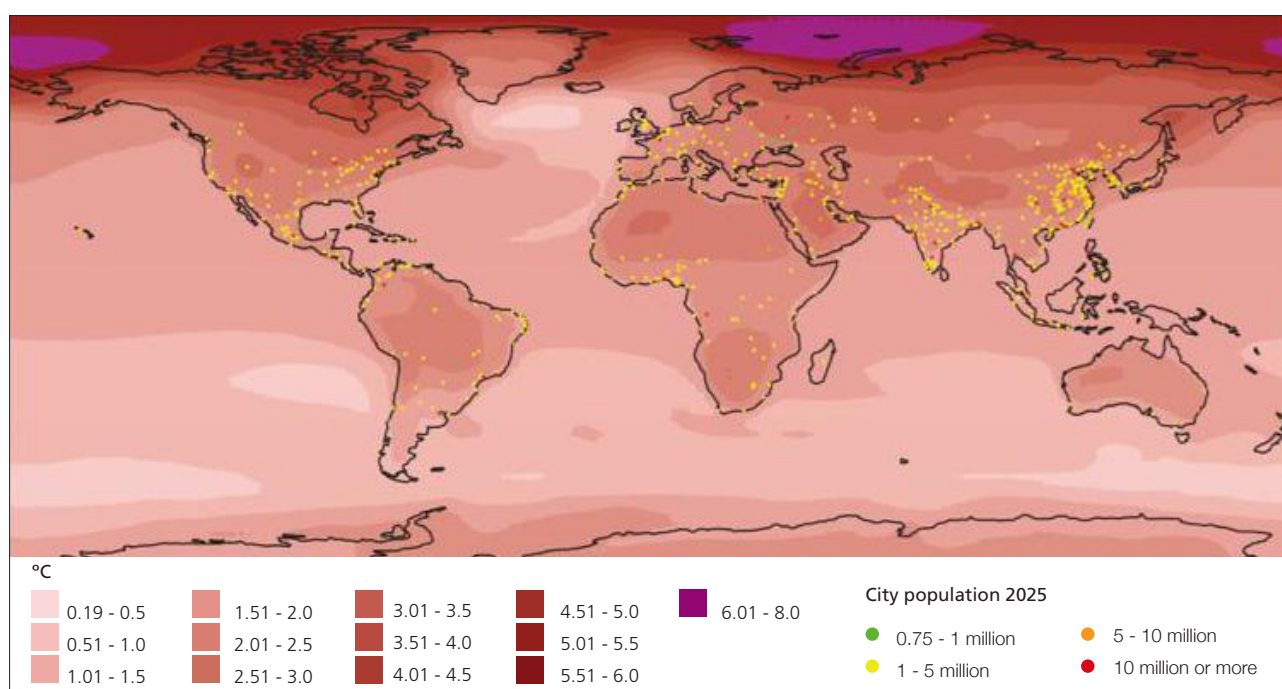 °C
0.19 - 0.5
0.51 - 1.0
1.01 - 1.5
1.51 - 2.0
2.01 - 2.5
2.51 - 3.0
3.01 - 3.5
3.51 - 4.0
4.01 - 4.5
4.51 - 5.0
5.01 - 5.5
5.51 - 6.0
6.01 - 8.0
City population 2025
0.75 - 1 million
1 - 5 million
5 - 10 million
10 million or more